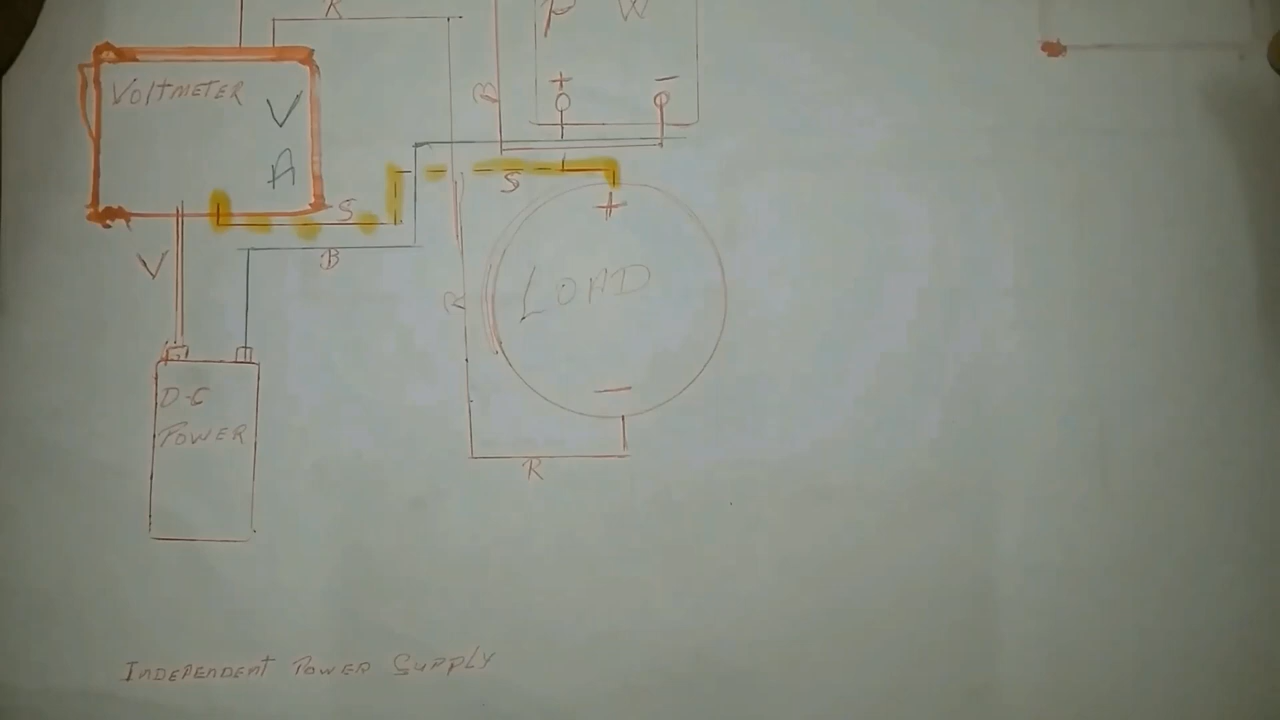 R
P W
VOLTMETER
V
A
B
+ -
S
S
+
V
B
R
LOAD
-
D-C
POWER
R
INDEPENDENT POWER SUPPLY